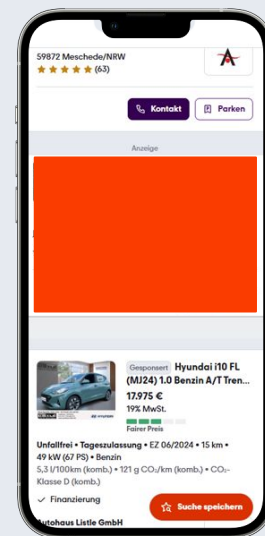 59872 Meschede/NRW
(63)
Kontakt
Parken
Anzeige
Gesponsert Hyundai i10 FL
(MJ24) 1.0 Benzin A/T Tren...
17.975 €
19% MwSt.
Fairer Preis
Unfallfrei • Tageszulassung • EZ 06/2024 • 15 km •
49 kW (67 PS) • Benzin
5,3 l/100km (komb.) • 121 g CO₂/km (komb.) • CO₂-
Klasse D (komb.)
Finanzierung
Suche speichern
Autohaus Listle GmbH